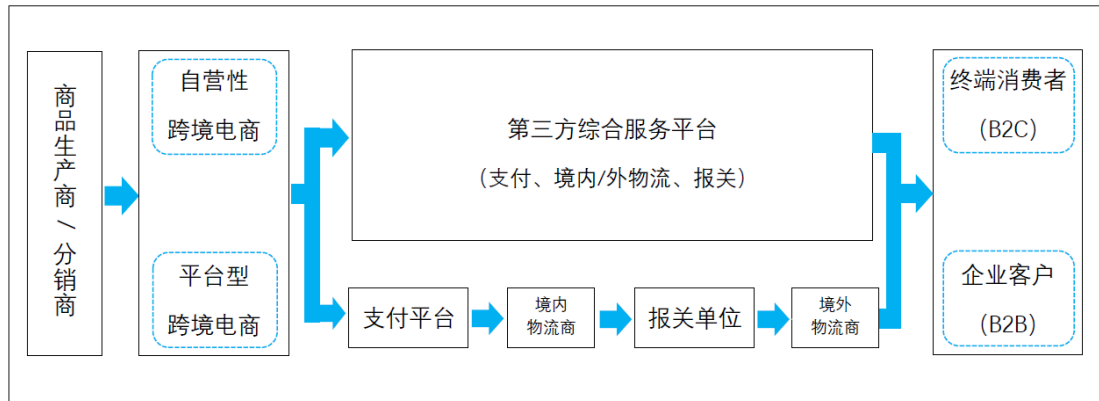 商品生产商/分销商
自营性
跨境电商
平台型
跨境电商
第三方综合服务平台
（支付、境内/外物流、报关）
支付平台
境内
物流商
报关单位
境外
物流商
终端消费者
（B2C）
企业客户
（B2B）